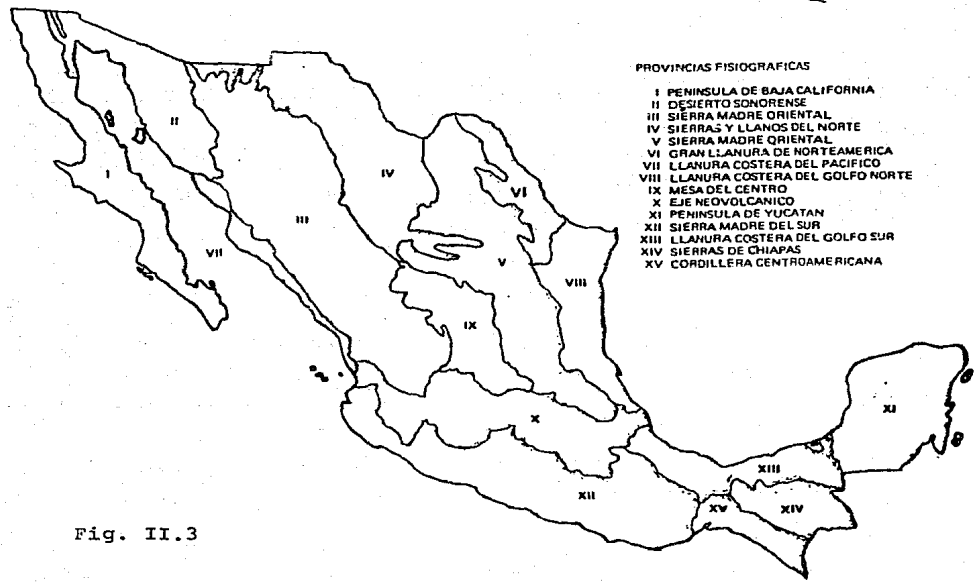 PROVINCIAS FISIOGRAFICAS
I PENINSULA DE BAJA CALIFORNIA
II DESIERTO SONORENSE
III SIERRA MADRE ORIENTAL
IV SIERRAS Y LLANOS DEL NORTE
V SIERRA MADRE ORIENTAL
VI GRAN LLANURA DE NORTEAMERICA
VII LLANURA COSTERA DEL PACIFICO
VIII LLANURA COSTERA DEL GOLFO NORTE
IX MESA DEL CENTRO
X EJE NEOVOLCANICO
XI PENINSULA DE YUCATAN
XII SIERRA MADRE DEL SUR
XIII LLANURA COSTERA DEL GOLFO SUR
XIV SIERRAS DE CHIAPAS
XV CORDILLERA CENTROAMERICANA
II
I
IV
VI
III
VII
V
VIII
IX
X
XI
XIII
XII
XV
XIV
Fig. II.3